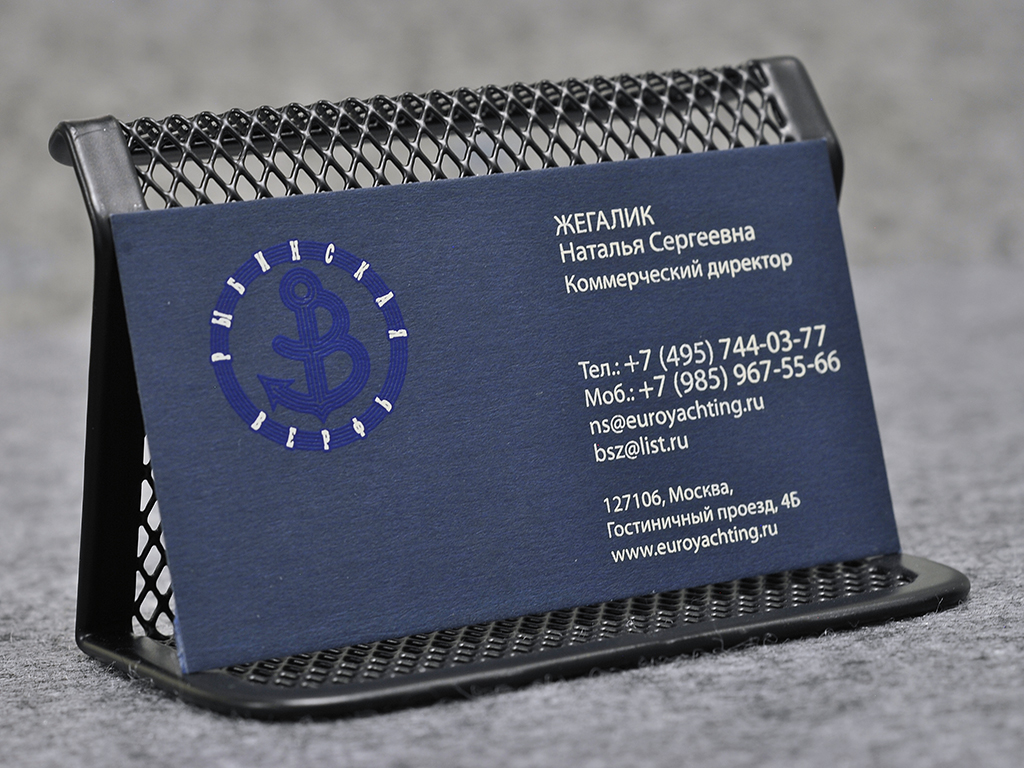 РЫБИНСКАЯ
ВЕРФЬ
ЖЕГАЛИК
Наталья Сергеевна
Коммерческий директор
Тел.: +7 (495) 744-03-77
Моб.: +7 (985) 967-55-66
ns@euroyachting.ru
bsz@list.ru
127106, Москва,
Гостиничный проезд, 4Б
www.euroyachting.ru